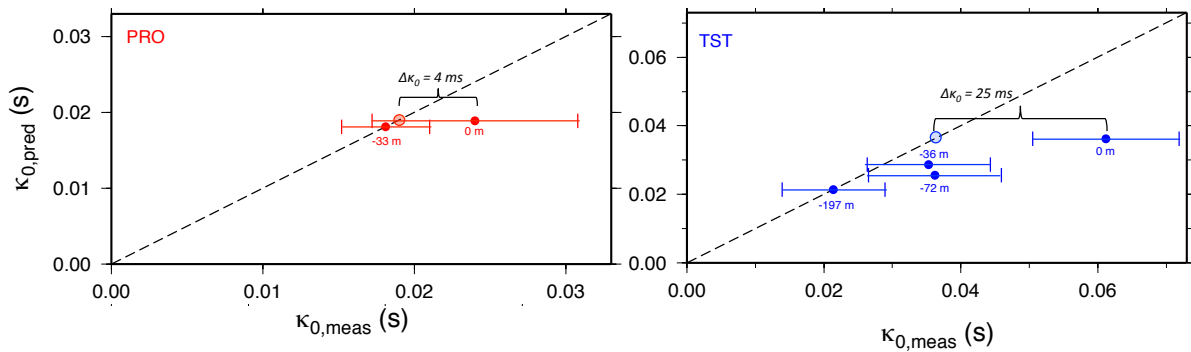 PRO
Δκ₀ = 4 ms
-33 m
0 m
0.03
0.02
0.01
0.00
κ₀,pred (s)
0.00
0.01
0.02
0.03
κ₀,meas (s)
TST
Δκ₀ = 25 ms
-36 m
0 m
-72 m
-197 m
0.06
0.04
0.02
0.00
0.00
0.02
0.04
0.06
κ₀,meas (s)